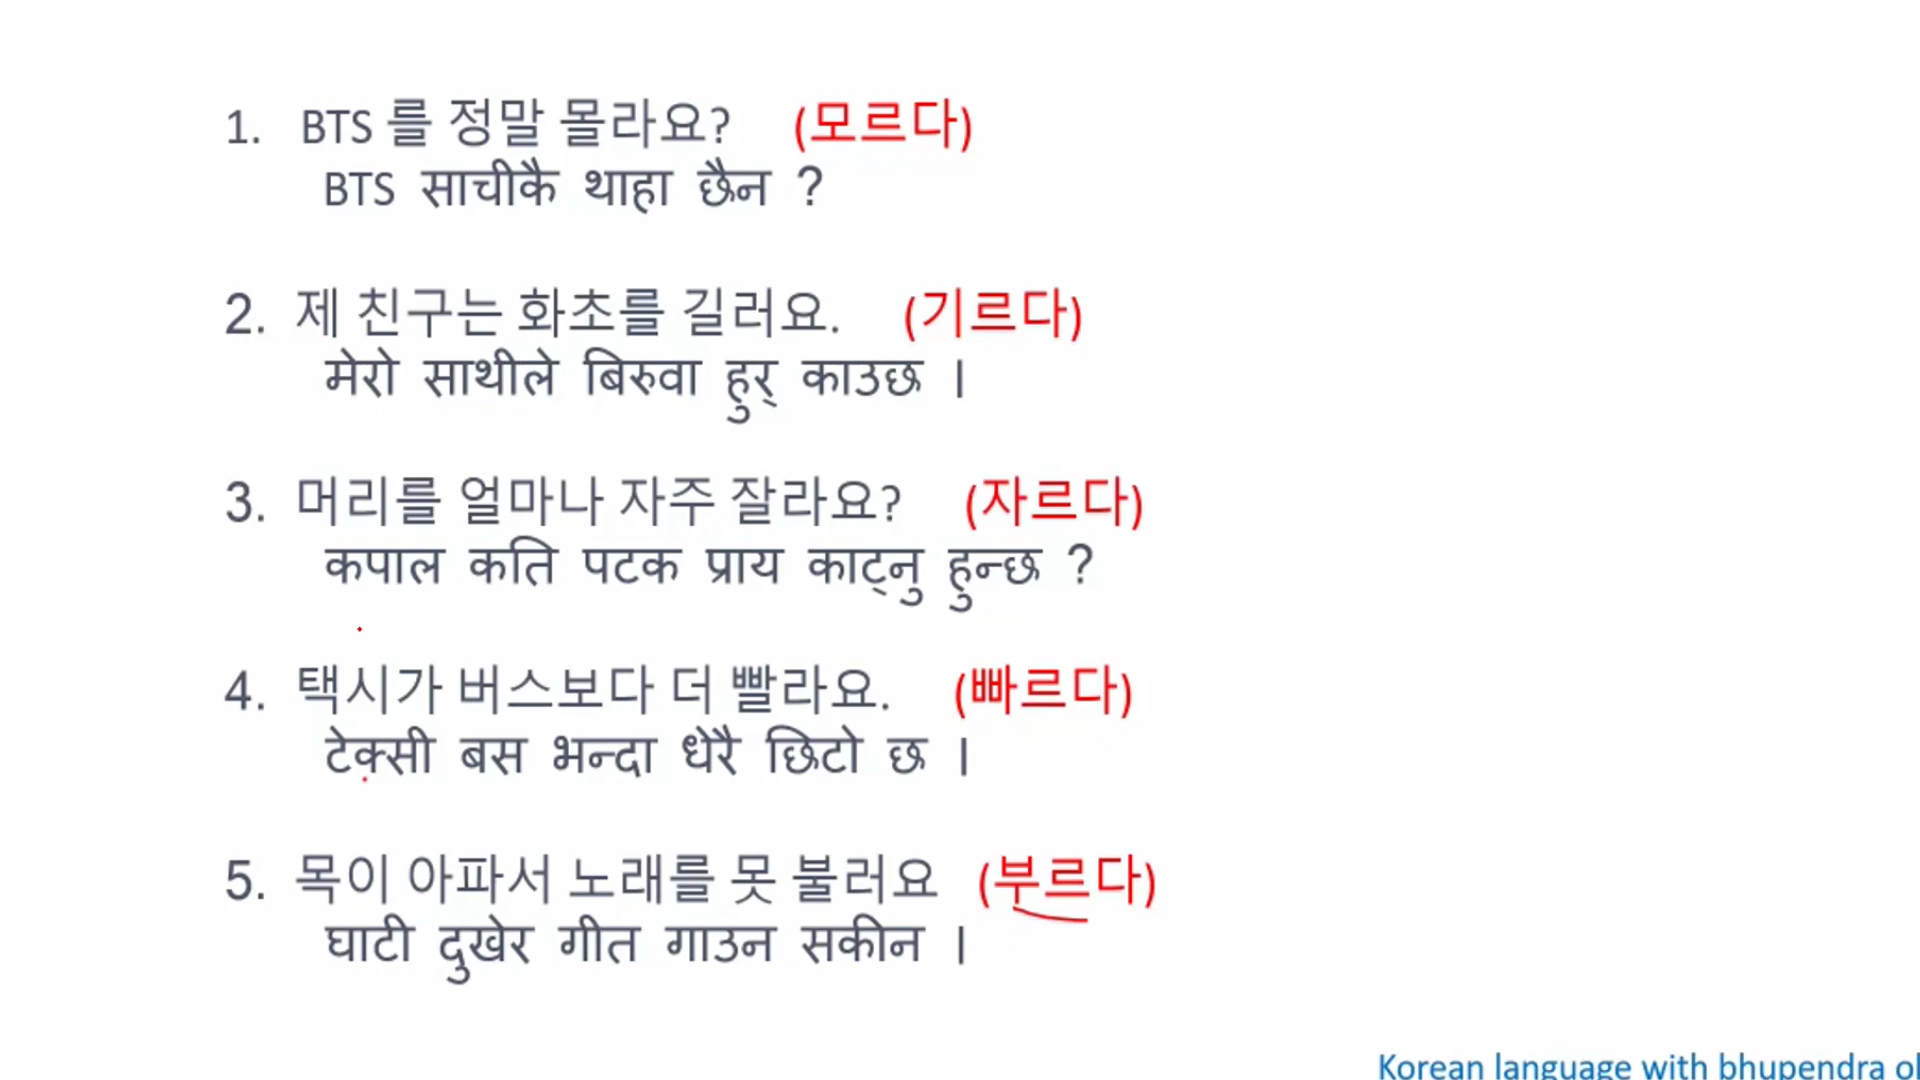 1. BTS 를 정말 몰라요? (모르다)
BTS साचीकै थाहा छैन ?
2. 제 친구는 화초를 길러요. (기르다)
मेरो साथीले बिरुवा हुर् काउछ ।
3. 머리를 얼마나 자주 잘라요? (자르다)
कपाल कति पटक प्राय काट्नु हुन्छ ?
4. 택시가 버스보다 더 빨라요. (빠르다)
टेक्सी बस भन्दा धेरै छिटो छ ।
5. 목이 아파서 노래를 못 불러요 (부르다)
घाटी दुखेर गीत गाउन सकीन ।
Korean language with bhupendra